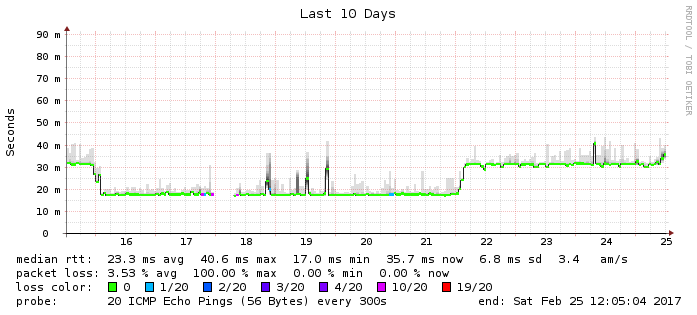 Last 10 Days
RRDTOOL / TOBI OETIKER
Seconds
90 m
80 m
70 m
60 m
50 m
40 m
30 m
20 m
10 m
0
16 17 18 19 20 21 22 23 24 25
median rtt: 23.3 ms avg 40.6 ms max 17.0 ms min 35.7 ms now 6.8 ms sd 3.4 am/s
packet loss: 3.53 % avg 100.00 % max 0.00 % min 0.00 % now
loss color: 0 1/20 2/20 3/20 4/20 10/20 19/20
probe: 20 ICMP Echo Pings (56 Bytes) every 300s end: Sat Feb 25 12:05:04 2017